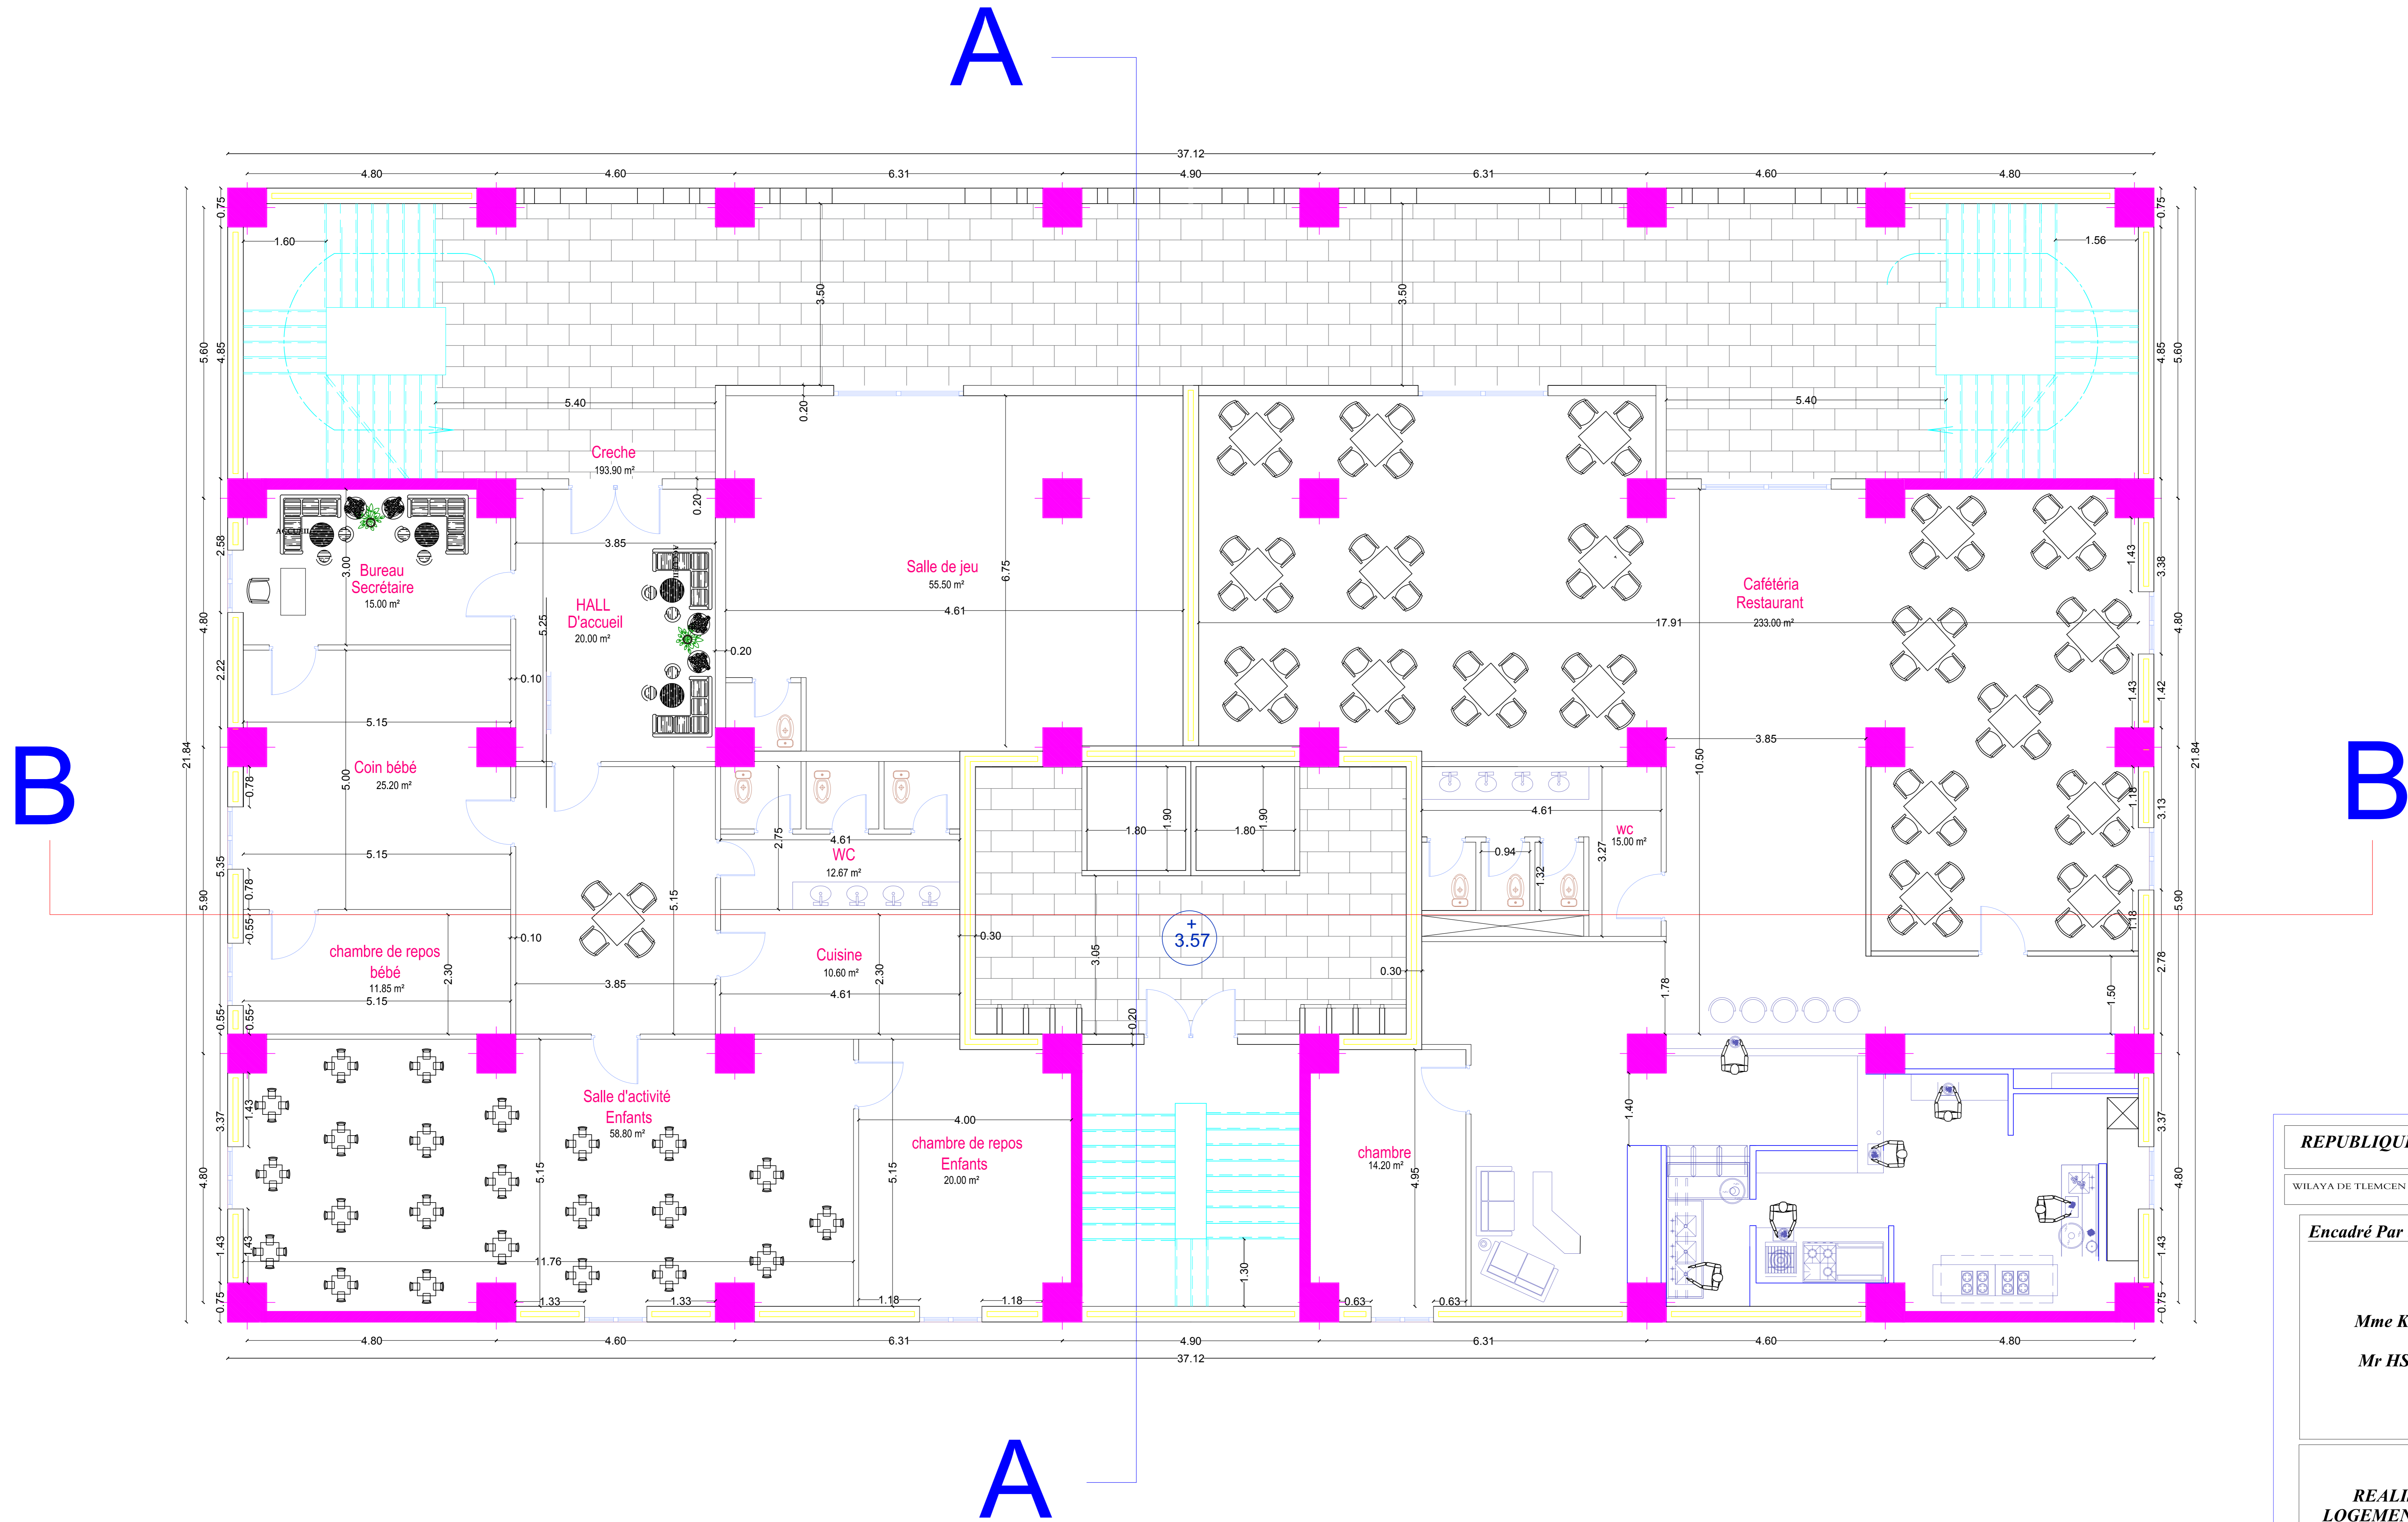 A
37.12
4.80 4.60 6.31 4.90 6.31 4.60 4.80
0.75 0.75
1.60 1.56
3.50 3.50
5.60 4.85 4.85 5.60
5.40 5.40
0.20
Creche
193.90 m²
0.20
ACCUEIL
2.58 3.00 3.85 1.43 3.38
ACCUEIL
Bureau
Secrétaire
15.00 m²
HALL
D'accueil
20.00 m²
5.25
Salle de jeu
55.50 m²
6.75
4.61
Cafétéria
Restaurant
233.00 m²
17.91
4.80 4.80
0.20
2.22 0.10 1.43 1.42
5.15
21.84 3.85 10.50 21.84
B B
Coin bébé
25.20 m²
5.00
0.78 1.18 3.13
1.90 1.90
1.80 1.80
4.61
2.75 4.61
WC
12.67 m²
WC
15.00 m²
3.27
0.94
1.32
5.15
5.35
0.78
5.90 5.15 5.90
0.55 1.18
0.10 0.30
+
3.57
chambre de repos
bébé
11.85 m²
5.15
2.30
Cuisine
10.60 m²
2.30
4.61
3.05
0.30
2.78
3.85 1.78 1.50
0.55 0.55 0.20
3.37 1.43 1.40 3.37
Salle d'activité
Enfants
58.80 m²
4.00
chambre de repos
Enfants
20.00 m²
chambre
14.20 m²
4.80 5.15 5.15 4.95 4.80
1.43 1.43 11.76 1.30 1.43
0.75 1.33 1.33 1.18 1.18 0.63 0.63 0.75
4.80 4.60 6.31 4.90 6.31 4.60 4.80
37.12
A
REPUBLIQU
WILAYA DE TLEMCEN
Encadré Par
Mme K
Mr HS
REALI
LOGEMEN